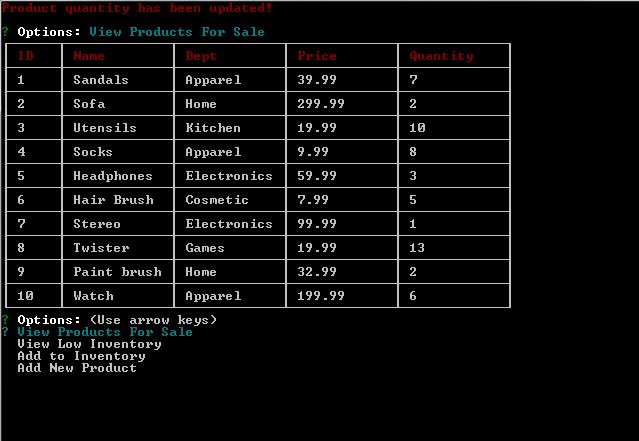 Product quantity has been updated!
? Options: View Products For Sale
ID Name Dept Price Quantity
1 Sandals Apparel 39.99 7
2 Sofa Home 299.99 2
3 Utensils Kitchen 19.99 10
4 Socks Apparel 9.99 8
5 Headphones Electronics 59.99 3
6 Hair Brush Cosmetic 7.99 5
7 Stereo Electronics 99.99 1
8 Twister Games 19.99 13
9 Paint brush Home 32.99 2
10 Watch Apparel 199.99 6
? Options: (Use arrow keys)
? View Products For Sale
View Low Inventory
Add to Inventory
Add New Product